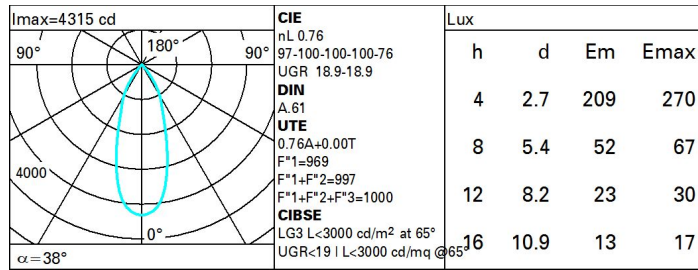 Imax=4315 cd
90° 180° 90°
4000
0°
α=38°
CIE
nL 0.76
97-100-100-100-76
UGR 18.9-18.9
DIN
A.61
UTE
0.76A+0.00T
F"1=969
F"1+F"2=997
F"1+F"2+F"3=1000
CIBSE
LG3 L<3000 cd/m² at 65°
UGR<19 | L<3000 cd/mq @65°
Lux
h d Em Emax
4 2.7 209 270
8 5.4 52 67
12 8.2 23 30
16 10.9 13 17